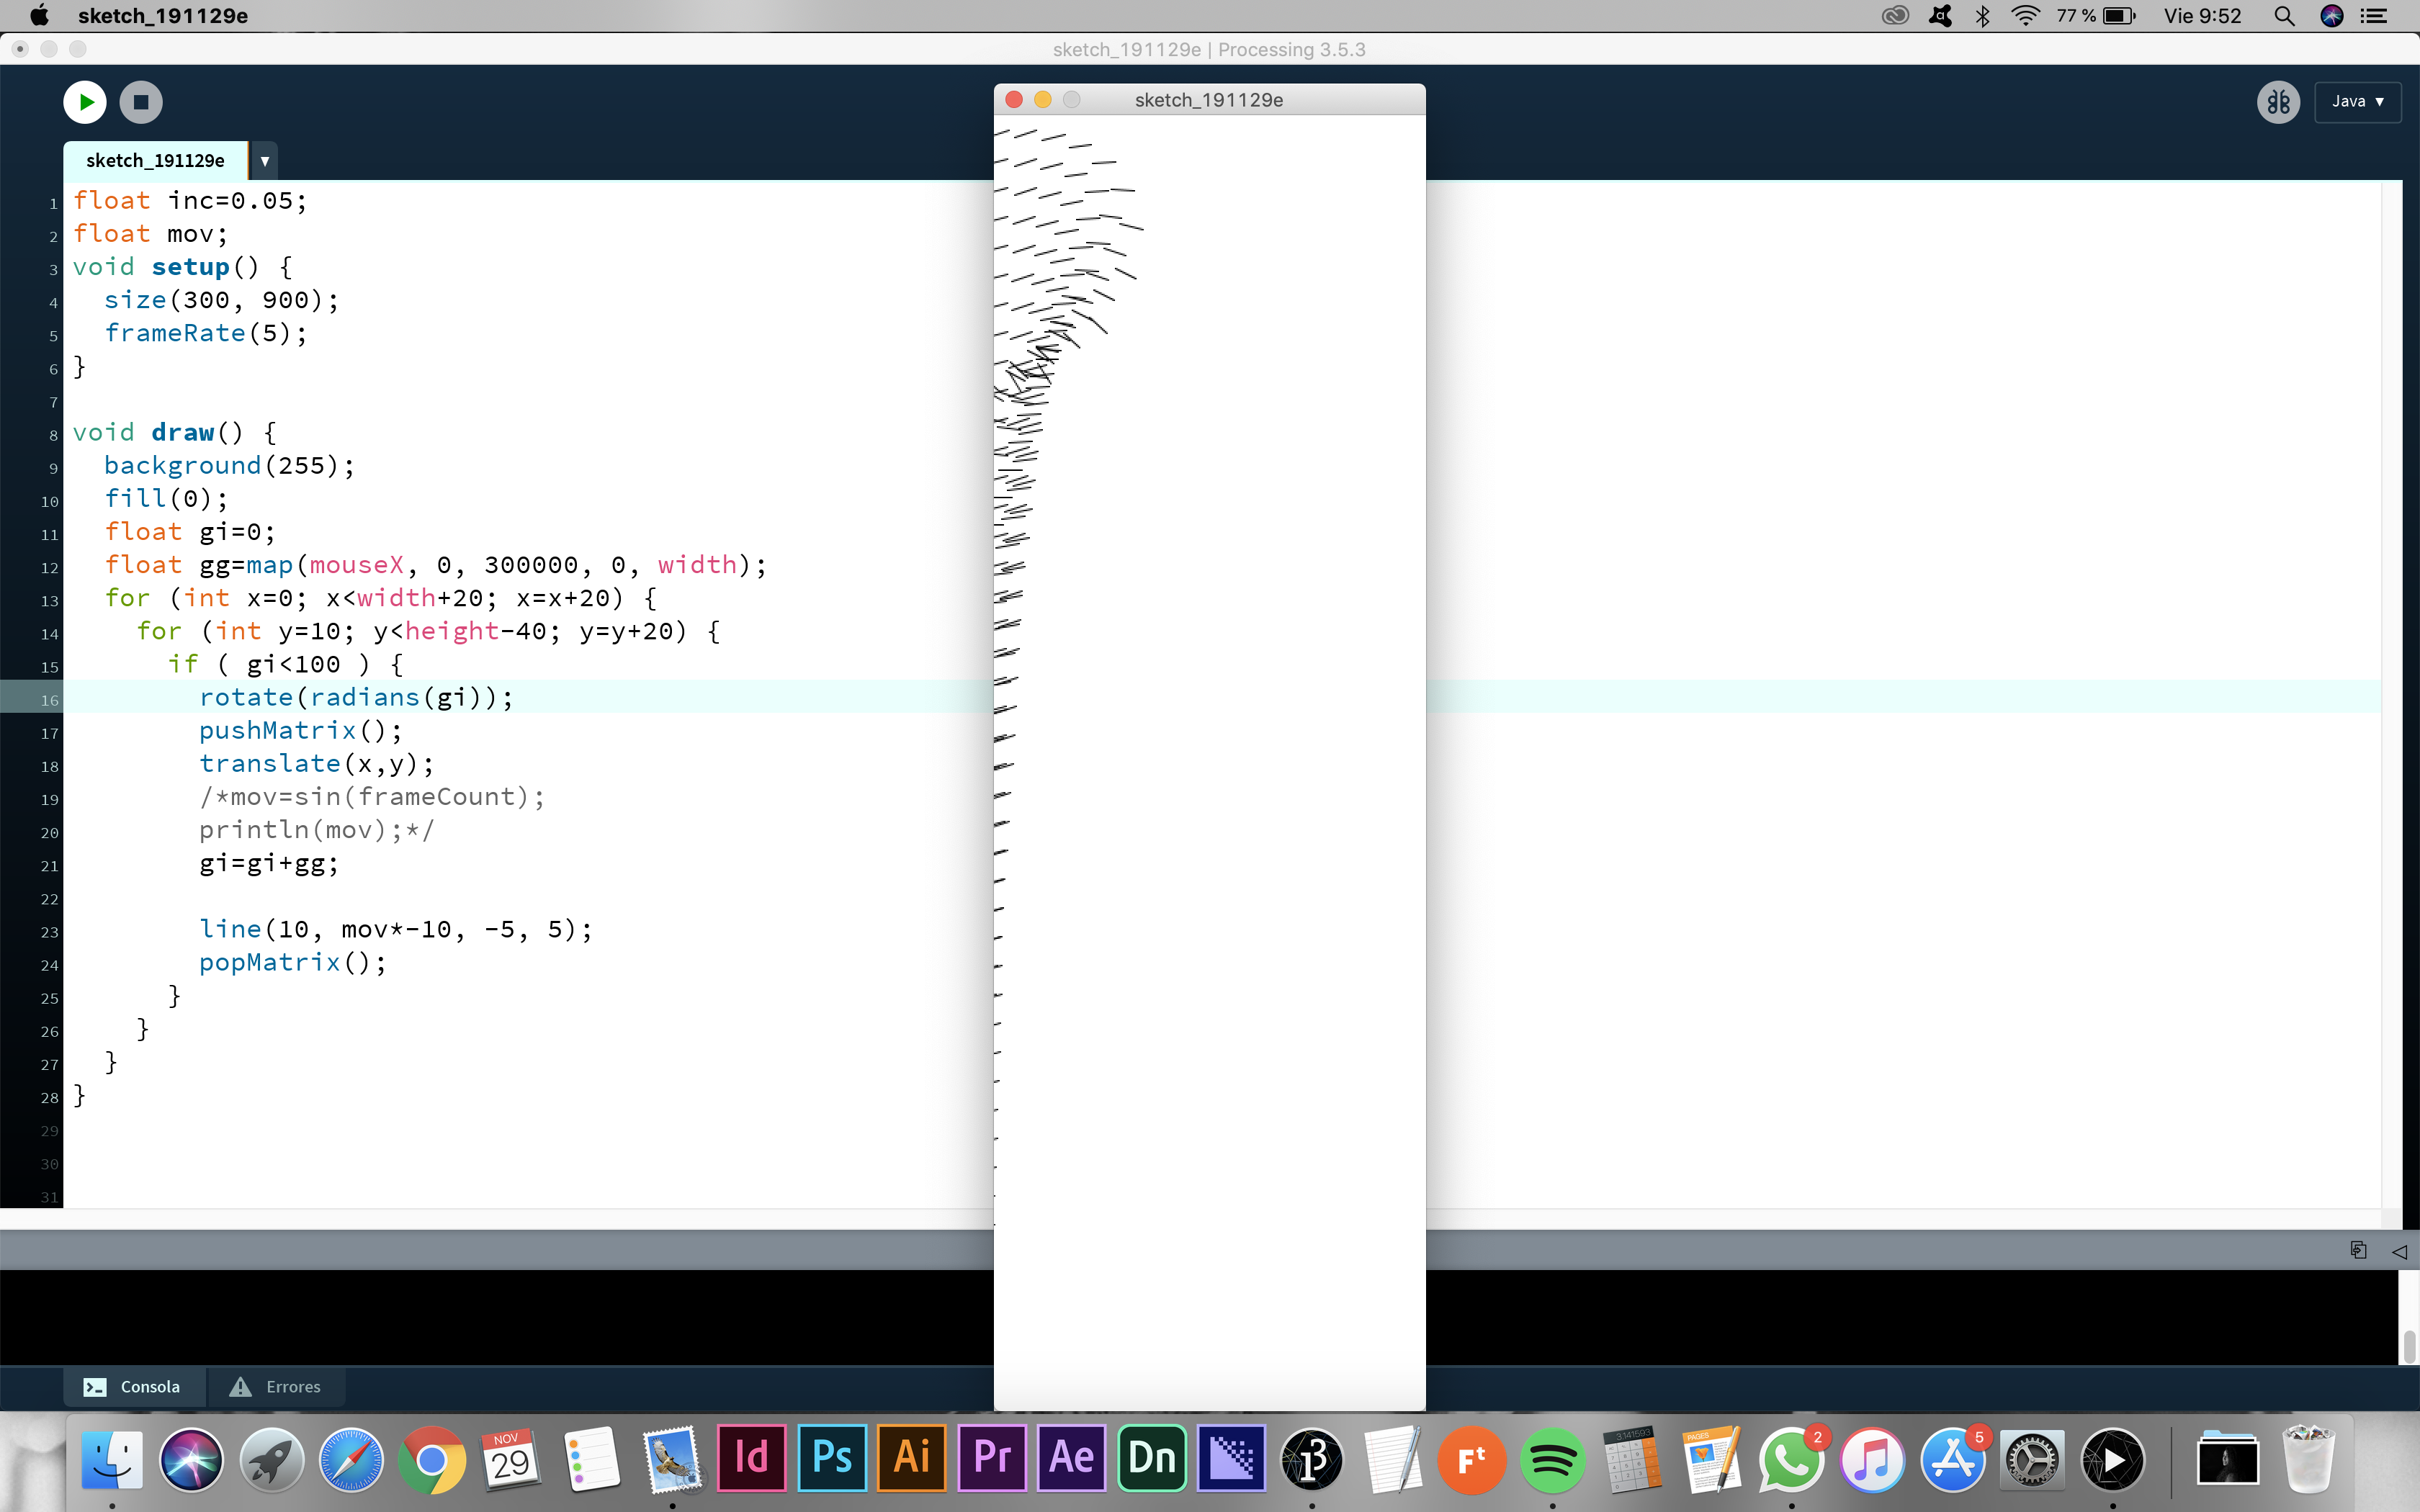 sketch_191129e
77 %
Vie 9:52
sketch_191129e | Processing 3.5.3
sketch_191129e
Java
sketch_191129e
1 float inc=0.05;
2 float mov;
3 void setup() {
4 size(300, 900);
5 frameRate(5);
6 }
7
8 void draw() {
9 background(255);
10 fill(0);
11 float gi=0;
12 float gg=map(mouseX, 0, 300000, 0, width);
13 for (int x=0; x<width+20; x=x+20) {
14 for (int y=10; y<height-40; y=y+20) {
15 if ( gi<100 ) {
16 rotate(radians(gi));
17 pushMatrix();
18 translate(x,y);
19 /*mov=sin(frameCount);
20 println(mov);*/
21 gi=gi+gg;
22
23 line(10, mov*-10, -5, 5);
24 popMatrix();
25 }
26 }
27 }
28 }
29
30
31
Consola
Errores
NOV
29
Id
Ps
Ai
Pr
Ae
Dn
i3
Ft
3.141593
PAGES
2
5